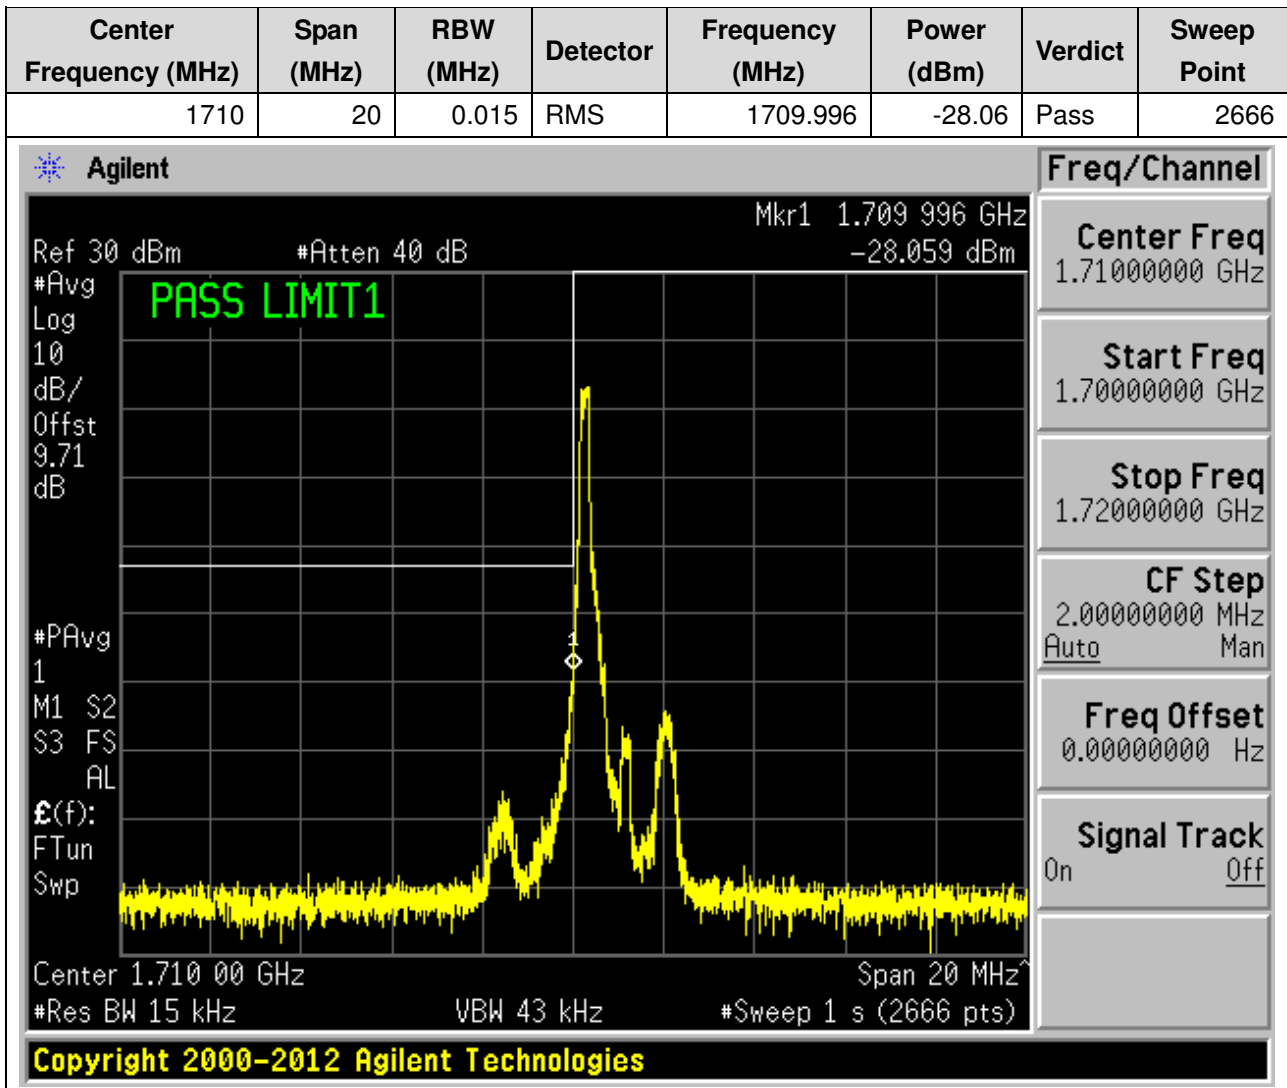 Center Frequency (MHz) Span (MHz) RBW (MHz) Detector Frequency (MHz) Power (dBm) Verdict Sweep Point
1710 20 0.015 RMS 1709.996 -28.06 Pass 2666
Agilent
Freq/Channel
Mkr1 1.709 996 GHz
Ref 30 dBm #Atten 40 dB -28.059 dBm
#Avg
Log
10
dB/
Offst
9.71
dB
PASS LIMIT1
#PAvg
1
M1 S2
S3 FS
AL
£(f):
FTun
Swp
1
Center 1.710 00 GHz Span 20 MHz^
#Res BW 15 kHz VBW 43 kHz #Sweep 1 s (2666 pts)
Center Freq
1.71000000 GHz
Start Freq
1.70000000 GHz
Stop Freq
1.72000000 GHz
CF Step
2.00000000 MHz
Auto Man
Freq Offset
0.00000000 Hz
Signal Track
On Off
Copyright 2000-2012 Agilent Technologies